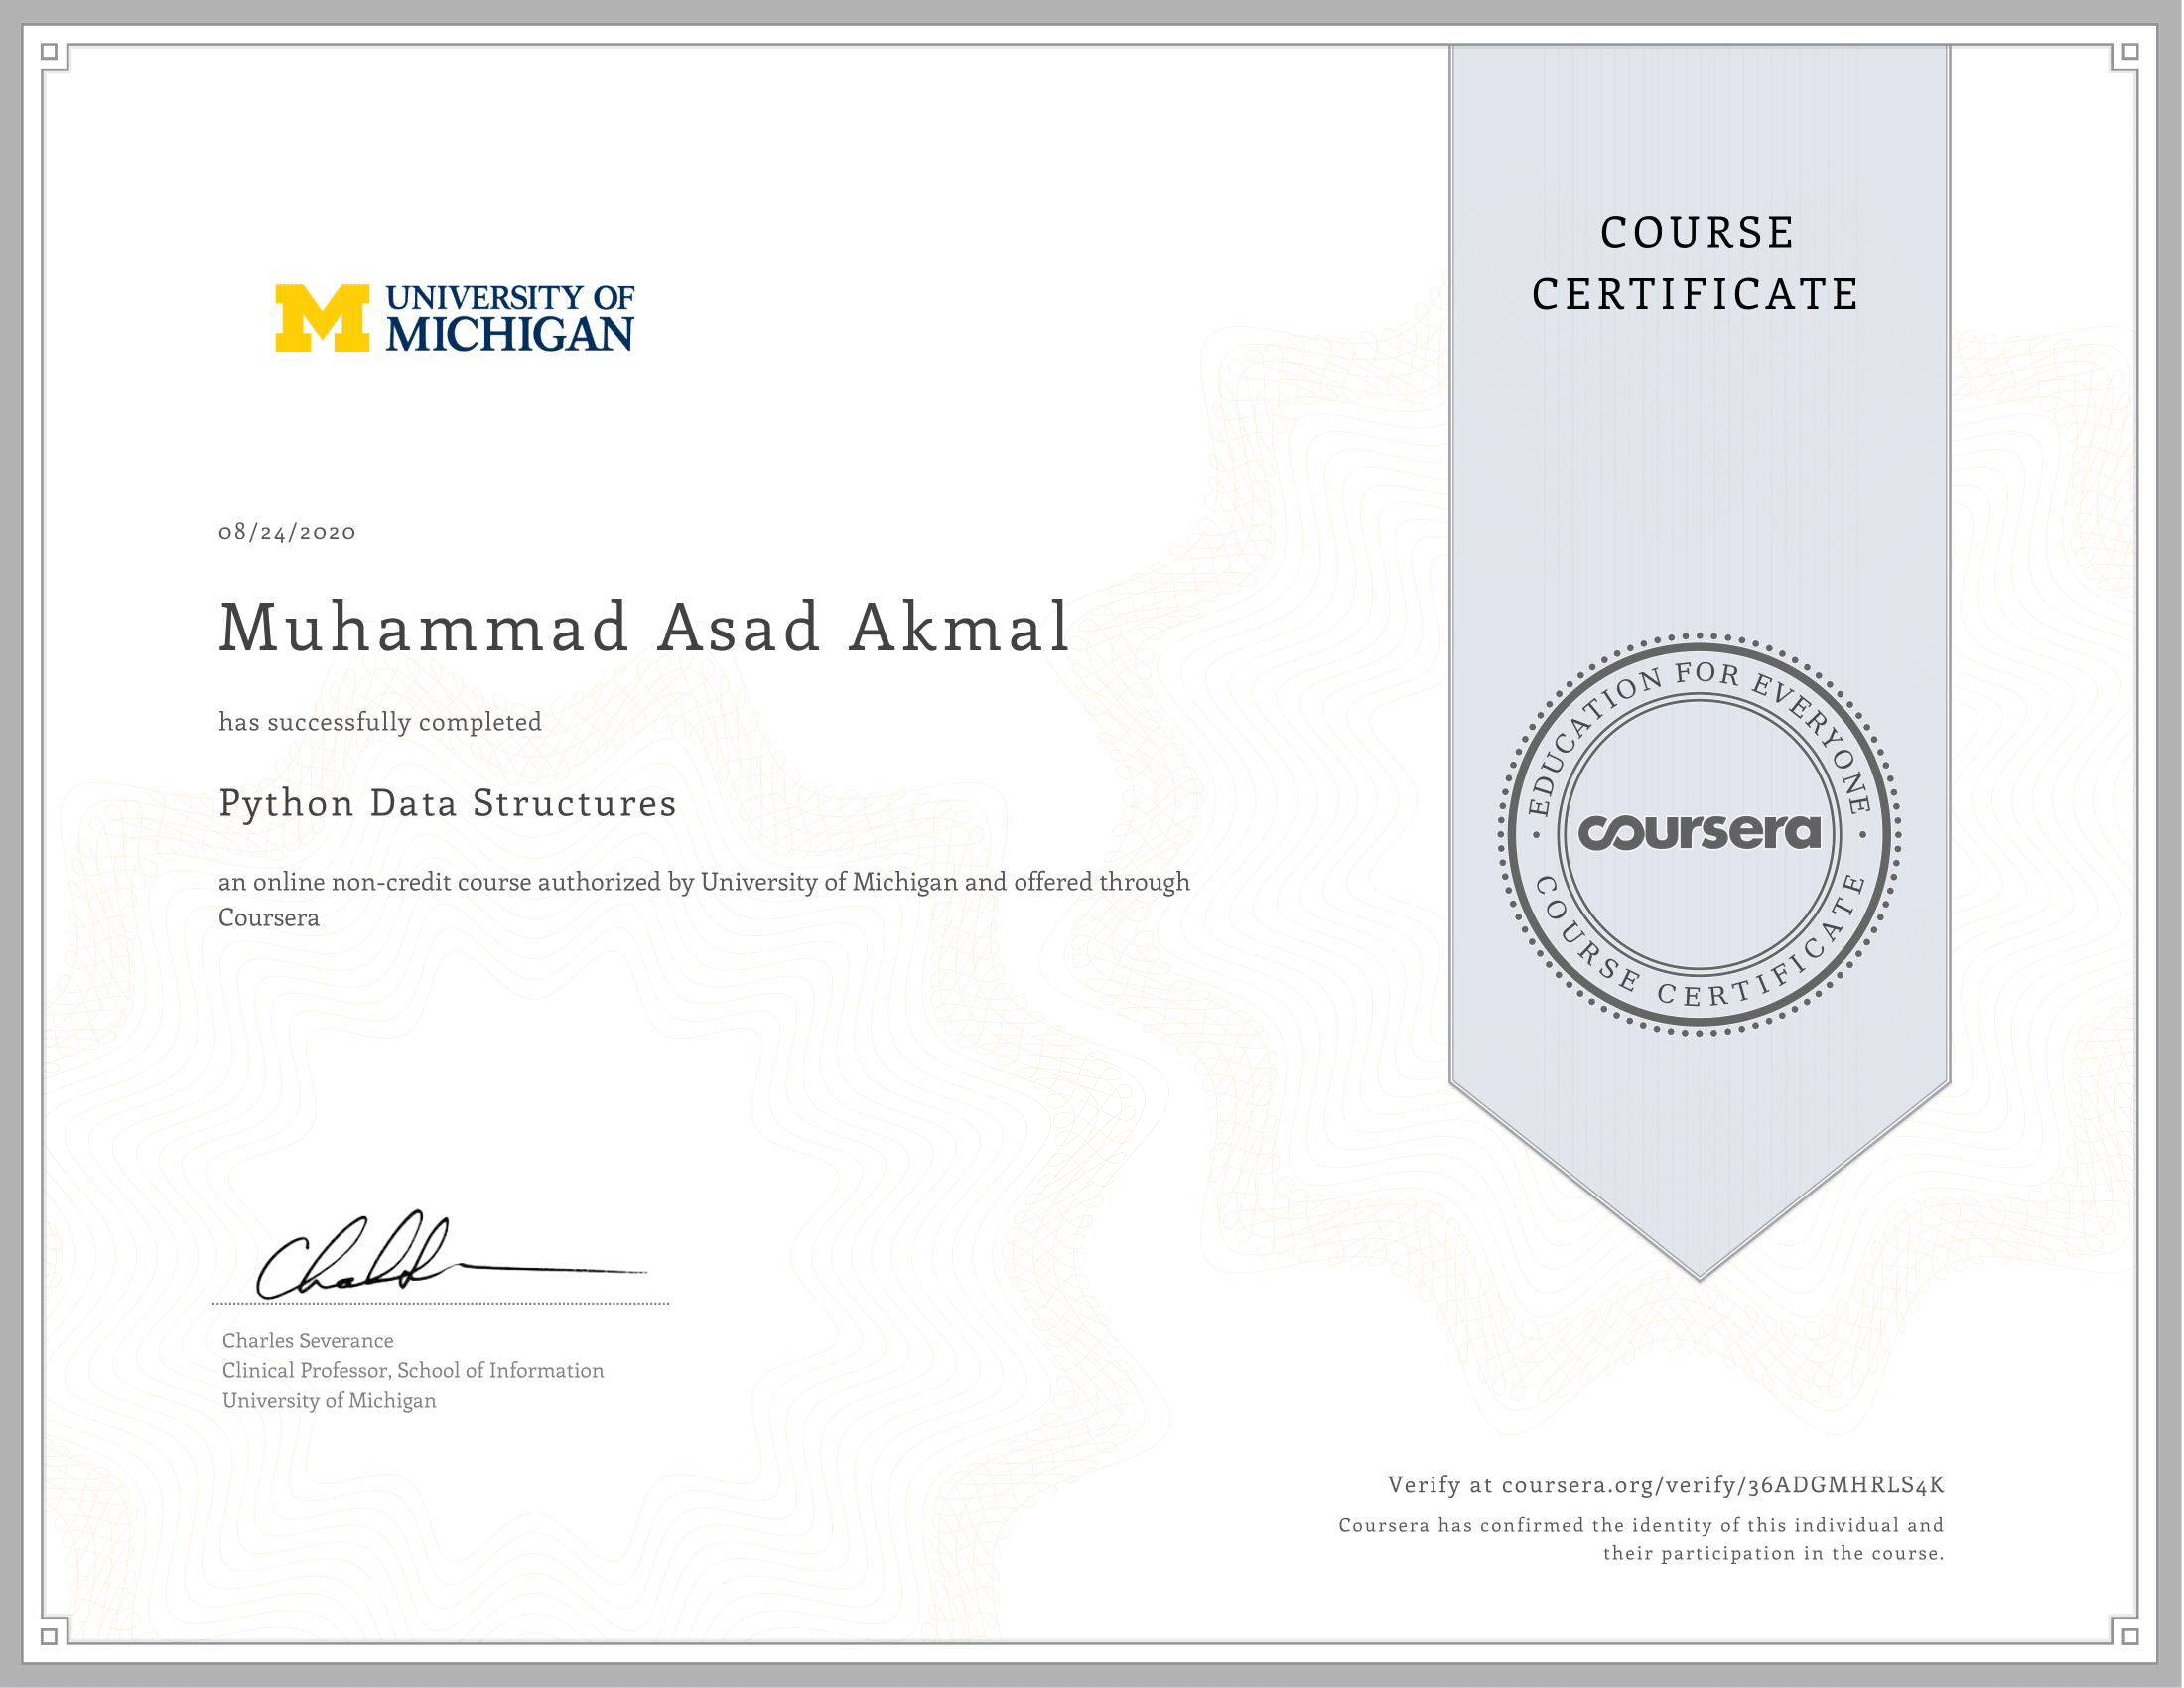 UNIVERSITY OF
MICHIGAN
COURSE
CERTIFICATE
08/24/2020
Muhammad Asad Akmal
has successfully completed
Python Data Structures
an online non-credit course authorized by University of Michigan and offered through
Coursera
EDUCATION FOR EVERYONE
coursera
COURSE CERTIFICATE
Charles Severance
Clinical Professor, School of Information
University of Michigan
Verify at coursera.org/verify/36ADGMHRLS4K
Coursera has confirmed the identity of this individual and
their participation in the course.